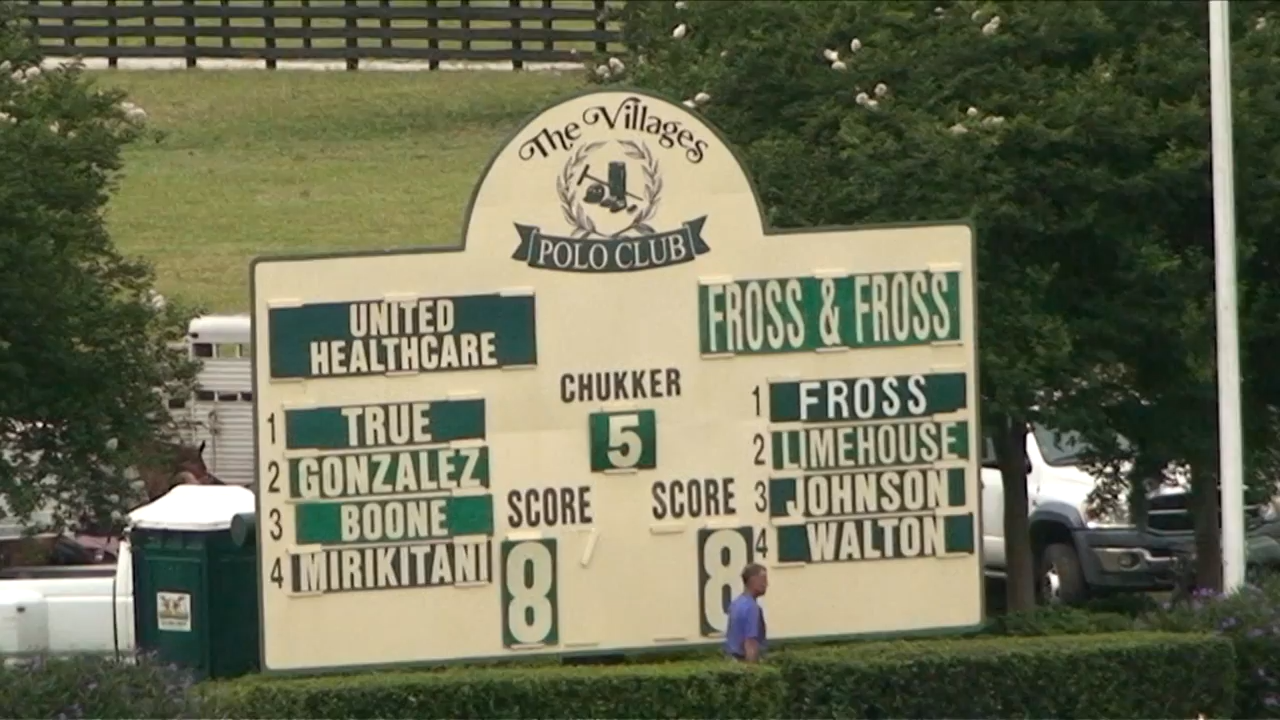 The Villages
POLO CLUB
UNITED
HEALTHCARE
1 TRUE
2 GONZALEZ
3 BOONE
4 MIRIKITANI
CHUKKER
5
SCORE
8
SCORE
8
FROSS & FROSS
1 FROSS
2 LIMEHOUSE
3 JOHNSON
4 WALTON